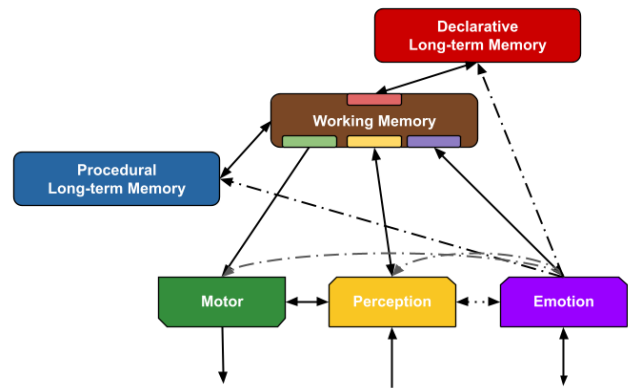 Declarative
Long-term Memory
Working Memory
Procedural
Long-term Memory
Motor
Perception
Emotion